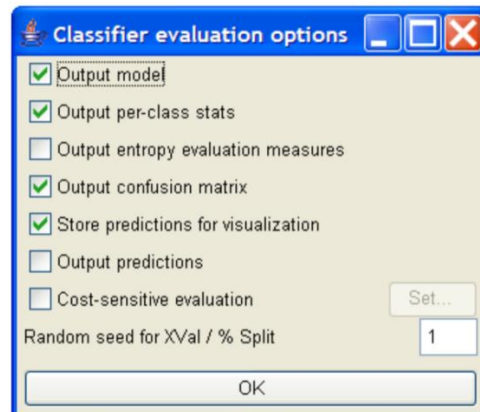 Classifier evaluation options
Output model
Output per-class stats
Output entropy evaluation measures
Output confusion matrix
Store predictions for visualization
Output predictions
Cost-sensitive evaluation Set...
Random seed for XVal / % Split 1
OK